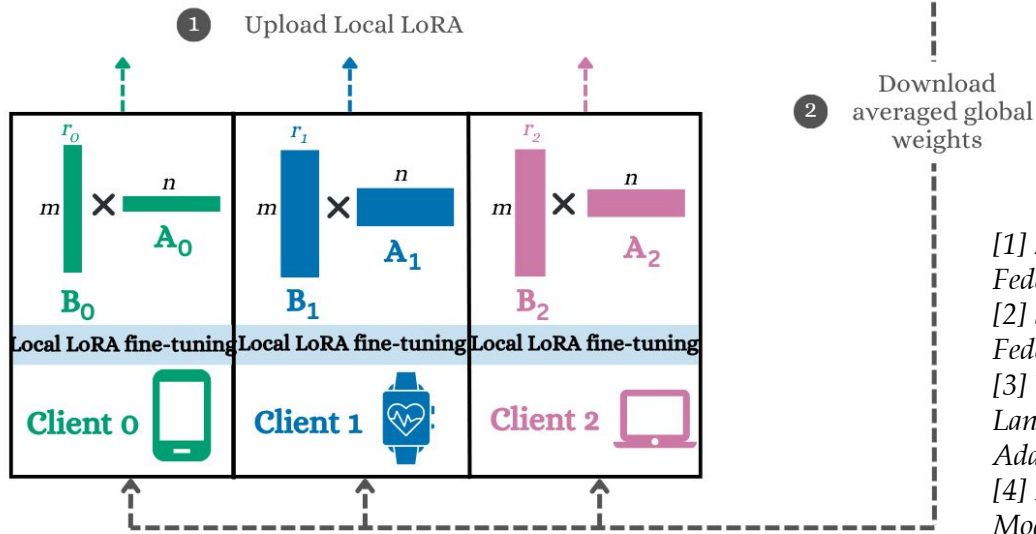 1 Upload Local LoRA
2 Download
averaged global
weights
r₀ r₁ r₂
m × n m × n m × n
A₀ A₁ A₂
B₀ B₁ B₂
Local LoRA fine-tuning Local LoRA fine-tuning Local LoRA fine-tuning
Client 0 Client 1 Client 2
[1]
Fed
[2]
Fed
[3]
Lan
Ada
[4]
Mo